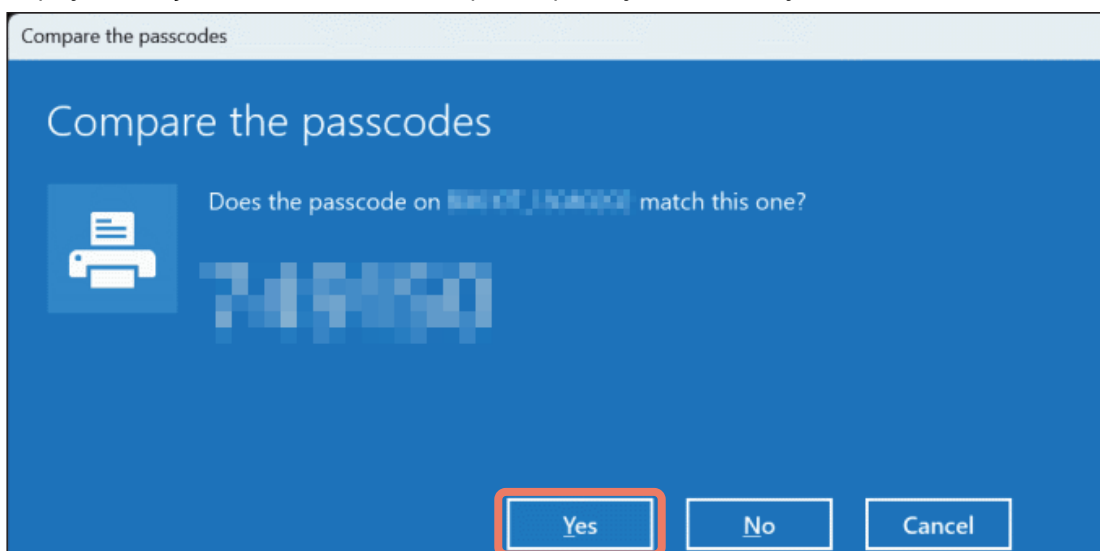 Compare the passcodes
Compare the passcodes
Does the passcode on match this one?
Yes
No
Cancel